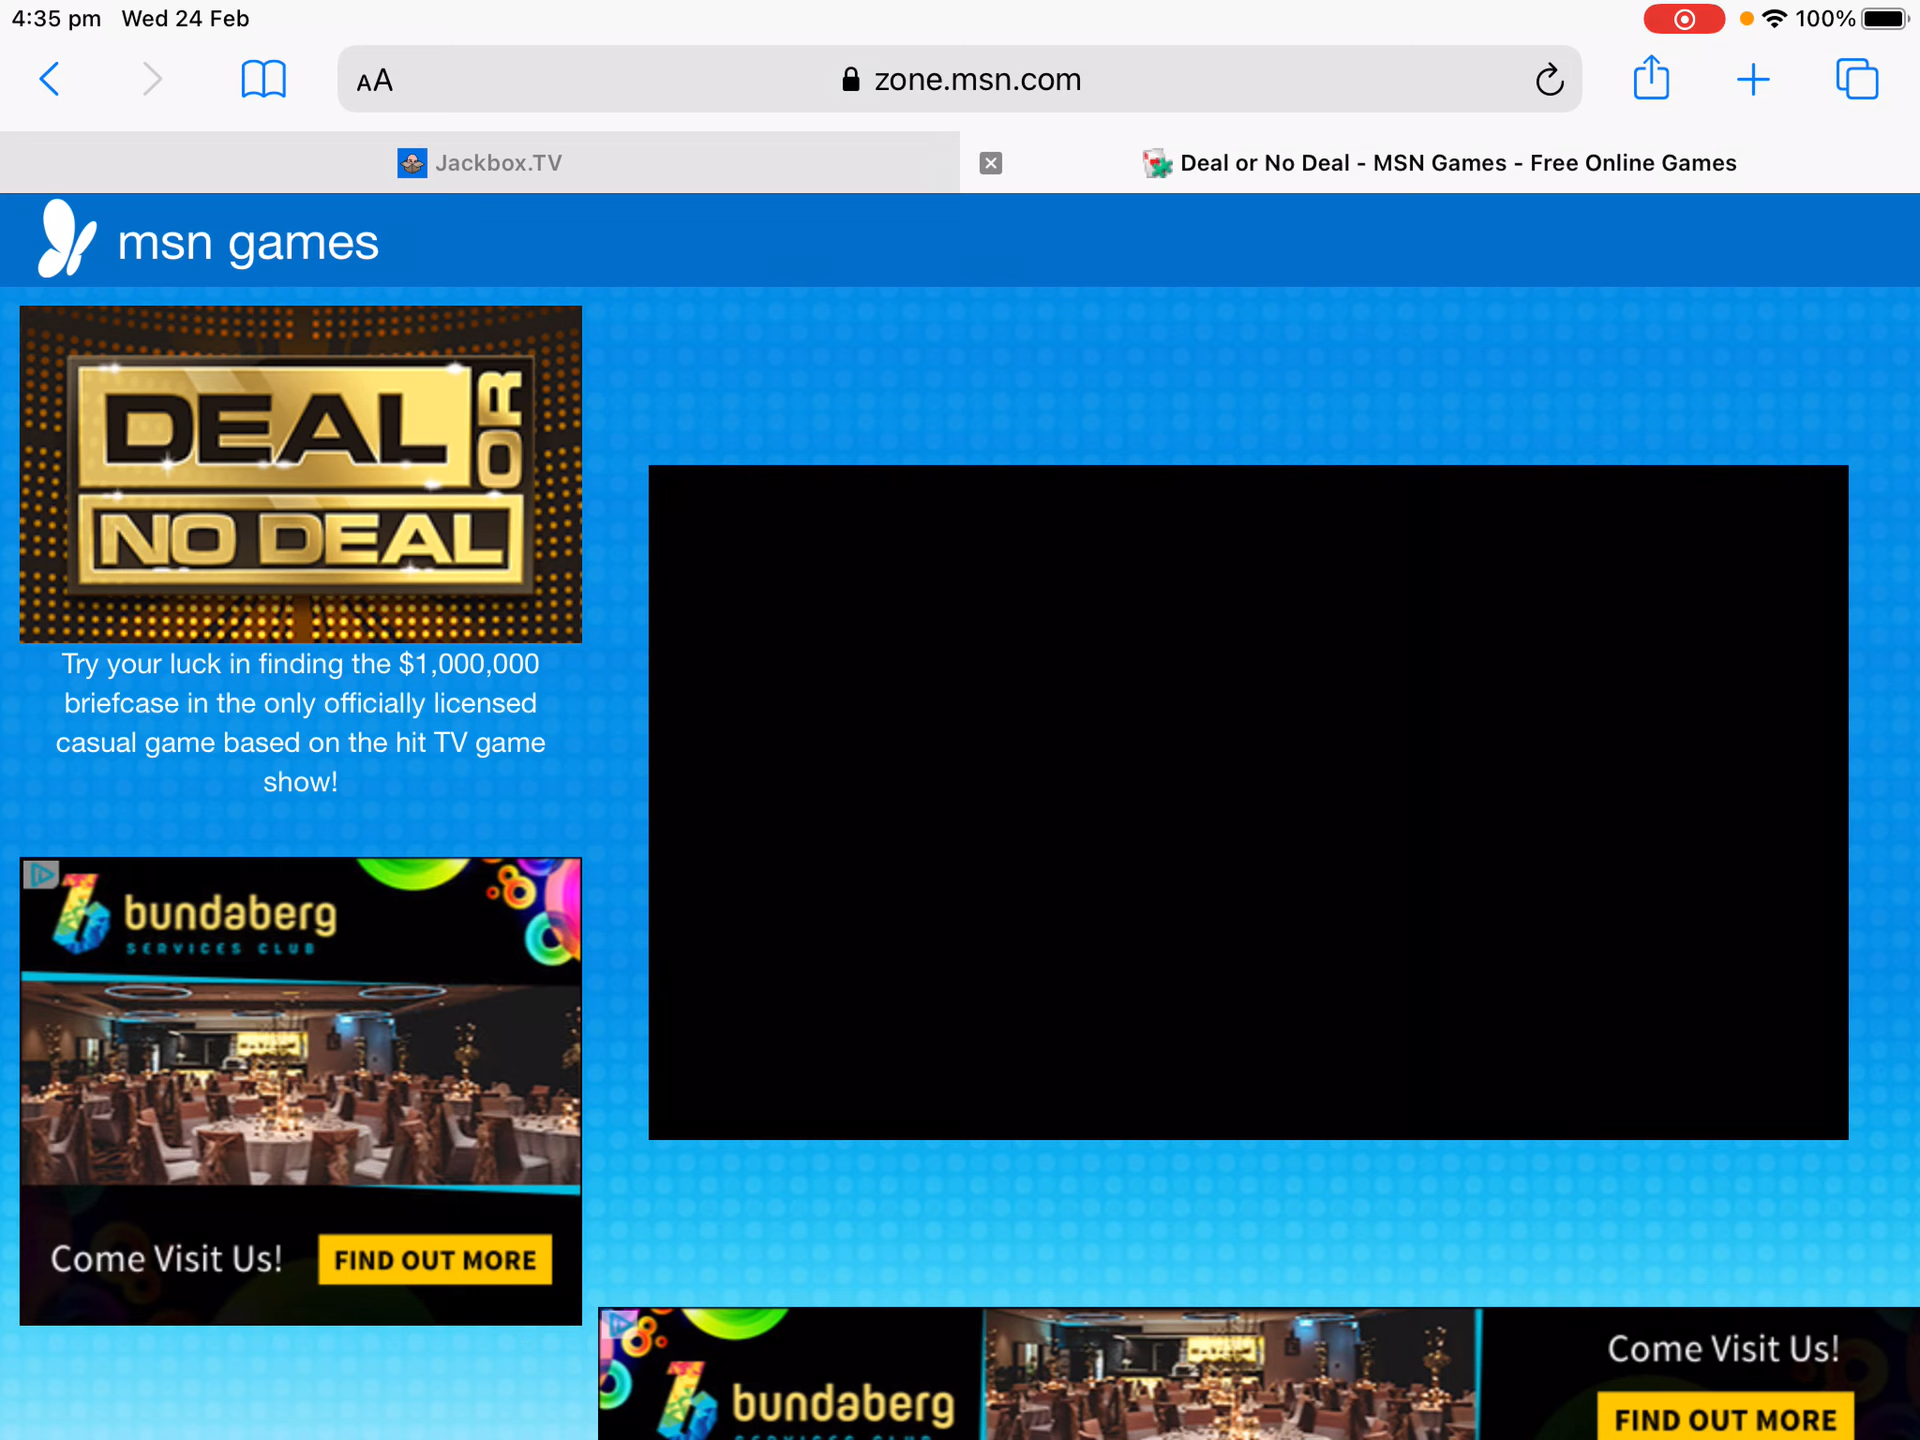 4:35 pm Wed 24 Feb
100%
AA
zone.msn.com
Jackbox.TV
Deal or No Deal - MSN Games - Free Online Games
msn games
DEAL OR
NO DEAL
Try your luck in finding the $1,000,000
briefcase in the only officially licensed
casual game based on the hit TV game
show!
bundaberg
SERVICES CLUB
Come Visit Us!
FIND OUT MORE
bundaberg
SERVICES CLUB
Come Visit Us!
FIND OUT MORE